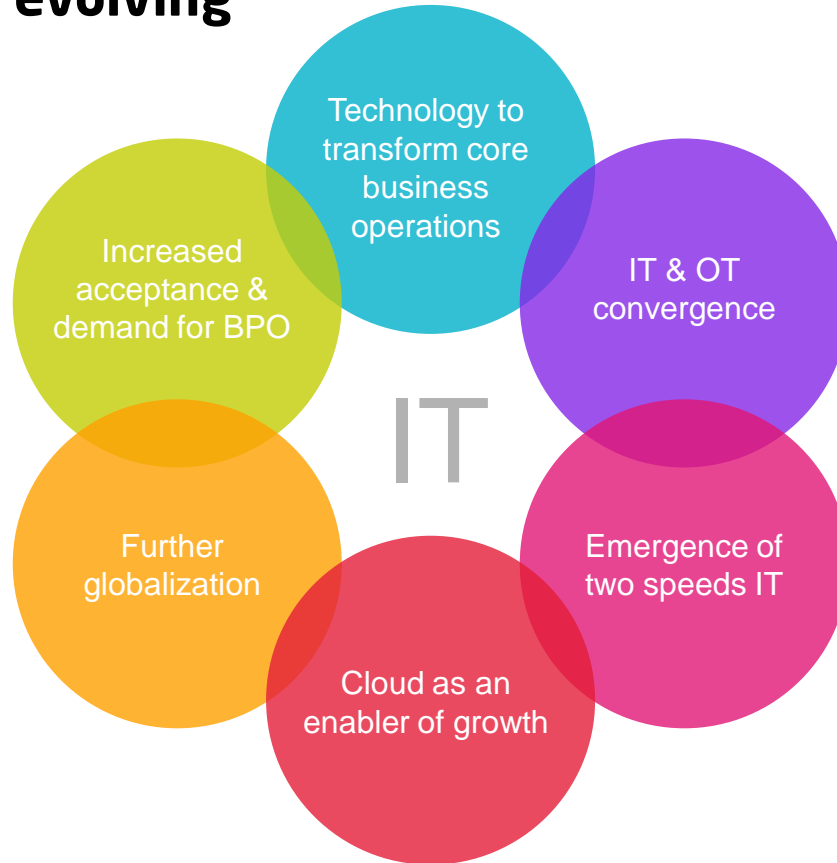 evolving
Technology to
transform core
business
operations
IT & OT
convergence
Increased
acceptance &
demand for BPO
IT
Further
globalization
Emergence of
two speeds IT
Cloud as an
enabler of growth